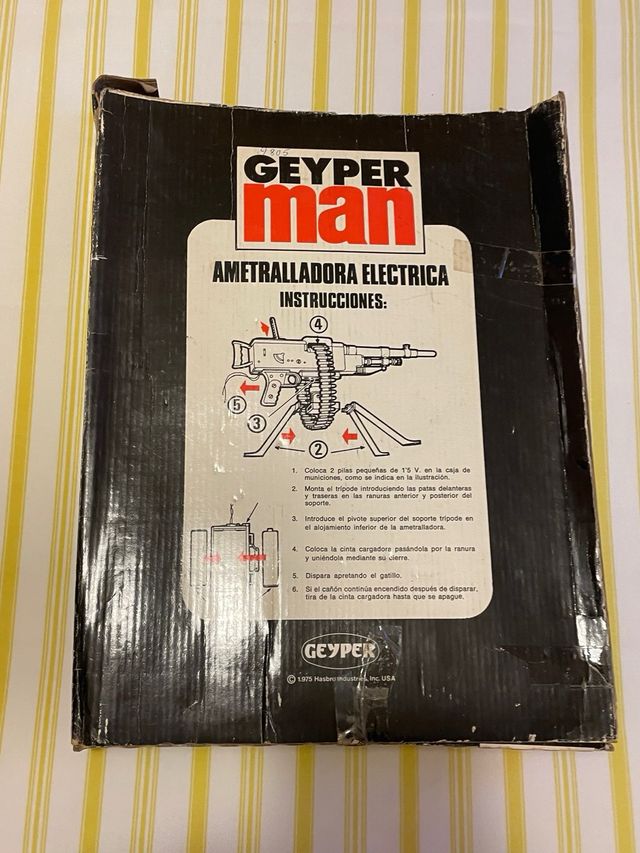 4805
GEYPER
man
AMETRALLADORA ELECTRICA
INSTRUCCIONES:
4
5
3
2
1. Coloca 2 pilas pequeñas de 1'5 V. en la caja de
municiones, como se indica en la ilustración.
2. Monta el trípode introduciendo las patas delanteras
y traseras en las ranuras anterior y posterior del
soporte.
3. Introduce el pivote superior del soporte trípode en
el alojamiento inferior de la ametralladora.
4. Coloca la cinta cargadora pasándola por la ranura
y uniéndola mediante su cierre.
5. Dispara apretando el gatillo.
6. Si el cañón continúa encendido después de disparar,
tira de la cinta cargadora hasta que se apague.
GEYPER
© 1.975 Hasbro Industries, Inc. USA